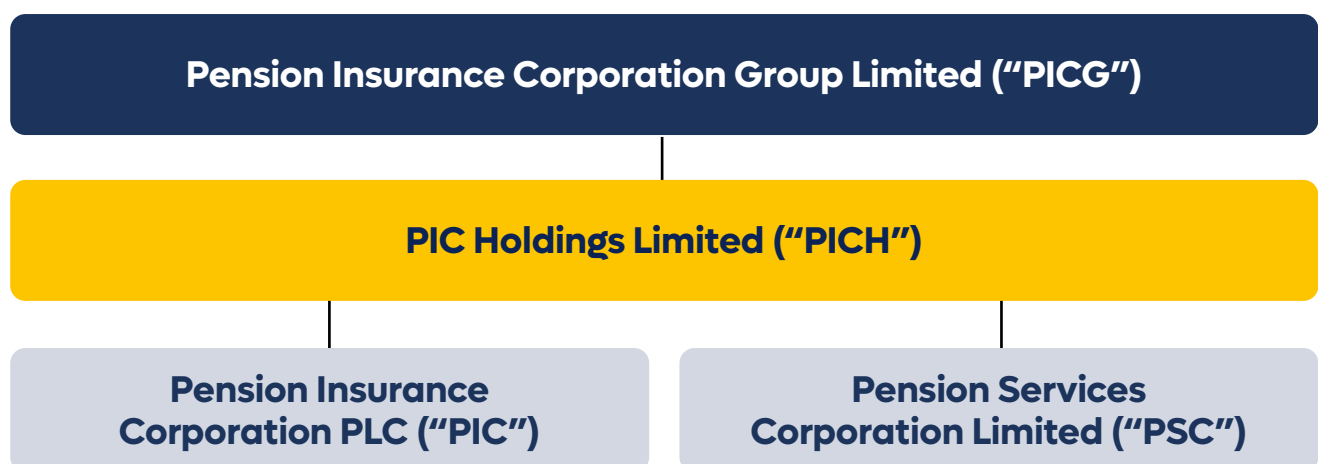 Pension Insurance Corporation Group Limited (“PICG”)
PIC Holdings Limited (“PICH”)
Pension Insurance
Corporation PLC (“PIC”)
Pension Services
Corporation Limited (“PSC”)